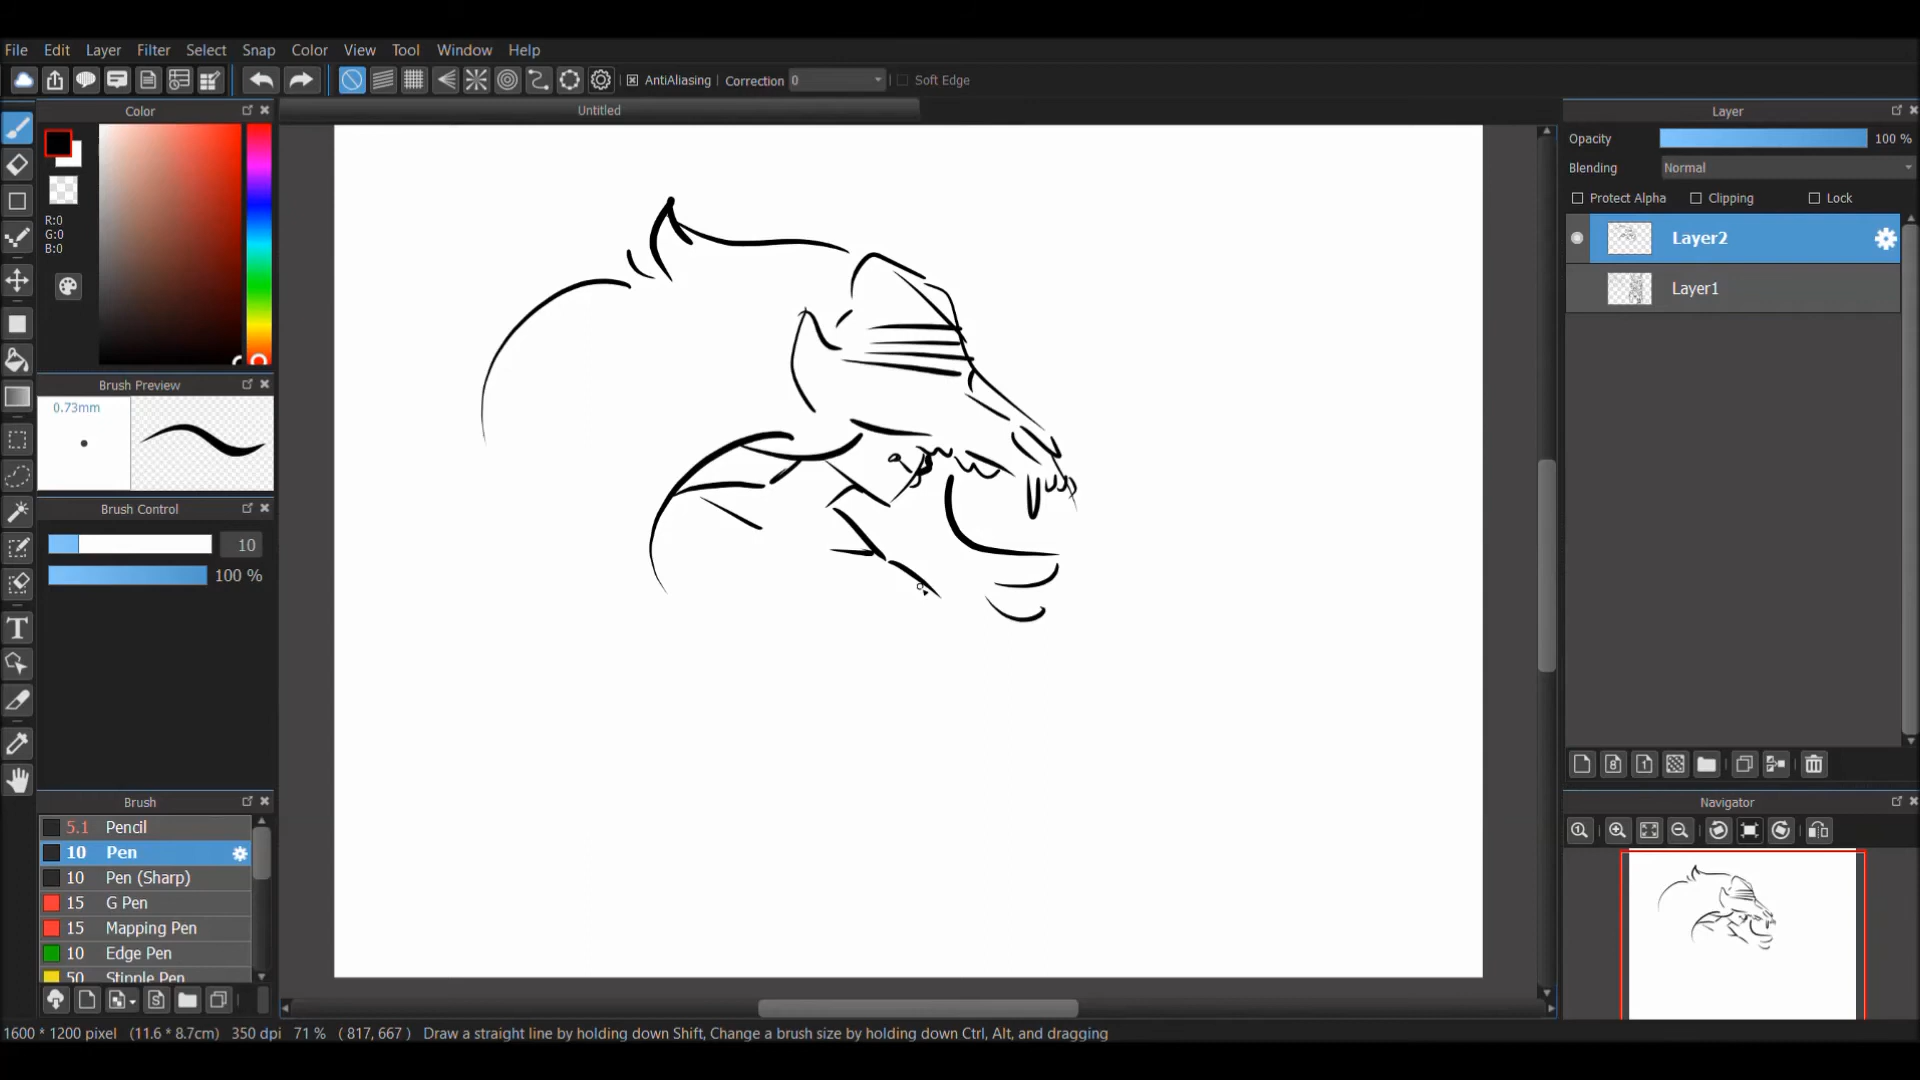 File Edit Layer Filter Select Snap Color View Tool Window Help
AntiAliasing Correction 0 Soft Edge
Color
Untitled
Layer
Opacity 100 %
Blending Normal
Protect Alpha Clipping Lock
R:0
G:0
B:0
Layer2
Layer1
Brush Preview
0.73mm
Brush Control
10
100 %
Brush
5.1 Pencil
10 Pen
10 Pen (Sharp)
15 G Pen
15 Mapping Pen
10 Edge Pen
50 Stipple Pen
Navigator
1600 * 1200 pixel (11.6 * 8.7cm) 350 dpi 71 % ( 817, 667 ) Draw a straight line by holding down Shift, Change a brush size by holding down Ctrl, Alt, and dragging